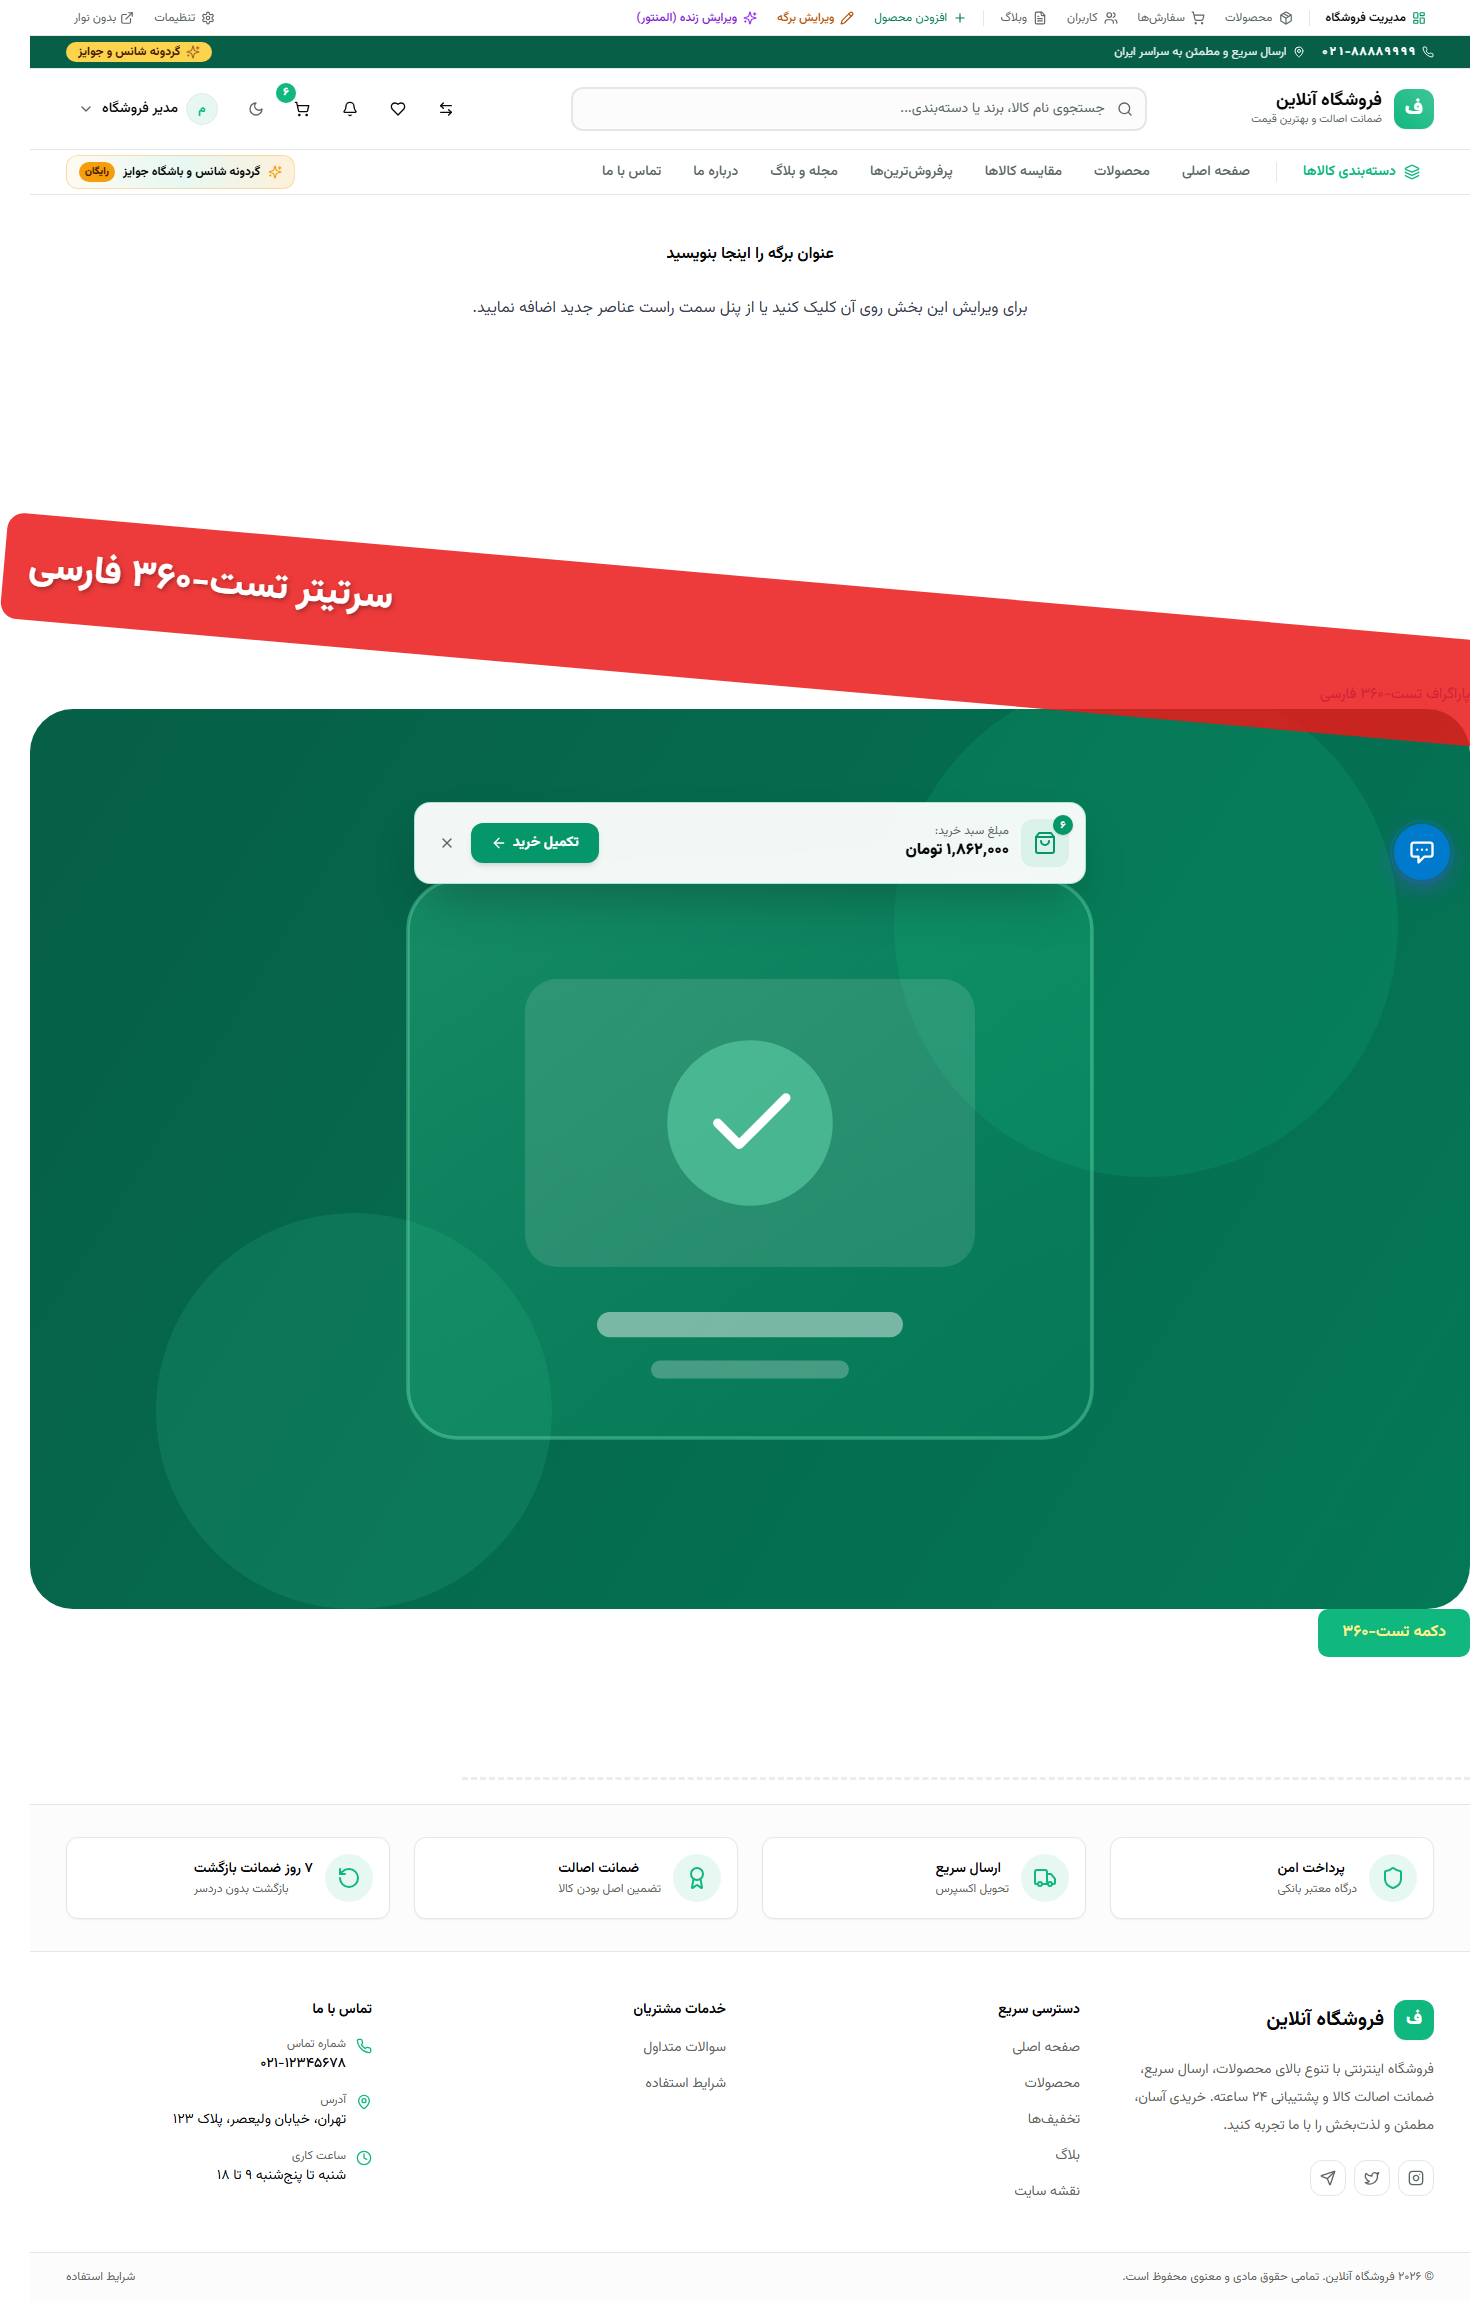 مدیریت فروشگاه
محصولات
سفارش‌ها
کاربران
وبلاگ
افزودن محصول
ویرایش برگه
ویرایش زنده (المنتور)
تنظیمات
بدون نوار
۰۲۱-۸۸۸۸۹۹۹۹
ارسال سریع و مطمئن به سراسر ایران
گردونه شانس و جوایز
ف
فروشگاه آنلاین
ضمانت اصالت و بهترین قیمت
جستجوی نام کالا، برند یا دسته‌بندی...
۶
م
مدیر فروشگاه
دسته‌بندی کالاها
صفحه اصلی
محصولات
مقایسه کالاها
پرفروش‌ترین‌ها
مجله و بلاگ
درباره ما
تماس با ما
گردونه شانس و باشگاه جوایز
رایگان
عنوان برگه را اینجا بنویسید
برای ویرایش این بخش روی آن کلیک کنید یا از پنل سمت راست عناصر جدید اضافه نمایید.
سرتیتر تست-۳۶۰ فارسی
پاراگراف تست-۳۶۰ فارسی
۶
مبلغ سبد خرید:
۱,۸۶۲,۰۰۰ تومان
تکمیل خرید
دکمه تست-۳۶۰
پرداخت امن
درگاه معتبر بانکی
ارسال سریع
تحویل اکسپرس
ضمانت اصالت
تضمین اصل بودن کالا
۷ روز ضمانت بازگشت
بازگشت بدون دردسر
ف
فروشگاه آنلاین
فروشگاه اینترنتی با تنوع بالای محصولات، ارسال سریع،
ضمانت اصالت کالا و پشتیبانی ۲۴ ساعته. خریدی آسان،
مطمئن و لذت‌بخش را با ما تجربه کنید.
دسترسی سریع
صفحه اصلی
محصولات
تخفیف‌ها
بلاگ
نقشه سایت
خدمات مشتریان
سوالات متداول
شرایط استفاده
تماس با ما
شماره تماس
۰۲۱-۱۲۳۴۵۶۷۸
آدرس
تهران، خیابان ولیعصر، پلاک ۱۲۳
ساعت کاری
شنبه تا پنج‌شنبه ۹ تا ۱۸
© ۲۰۲۶ فروشگاه آنلاین. تمامی حقوق مادی و معنوی محفوظ است.
شرایط استفاده